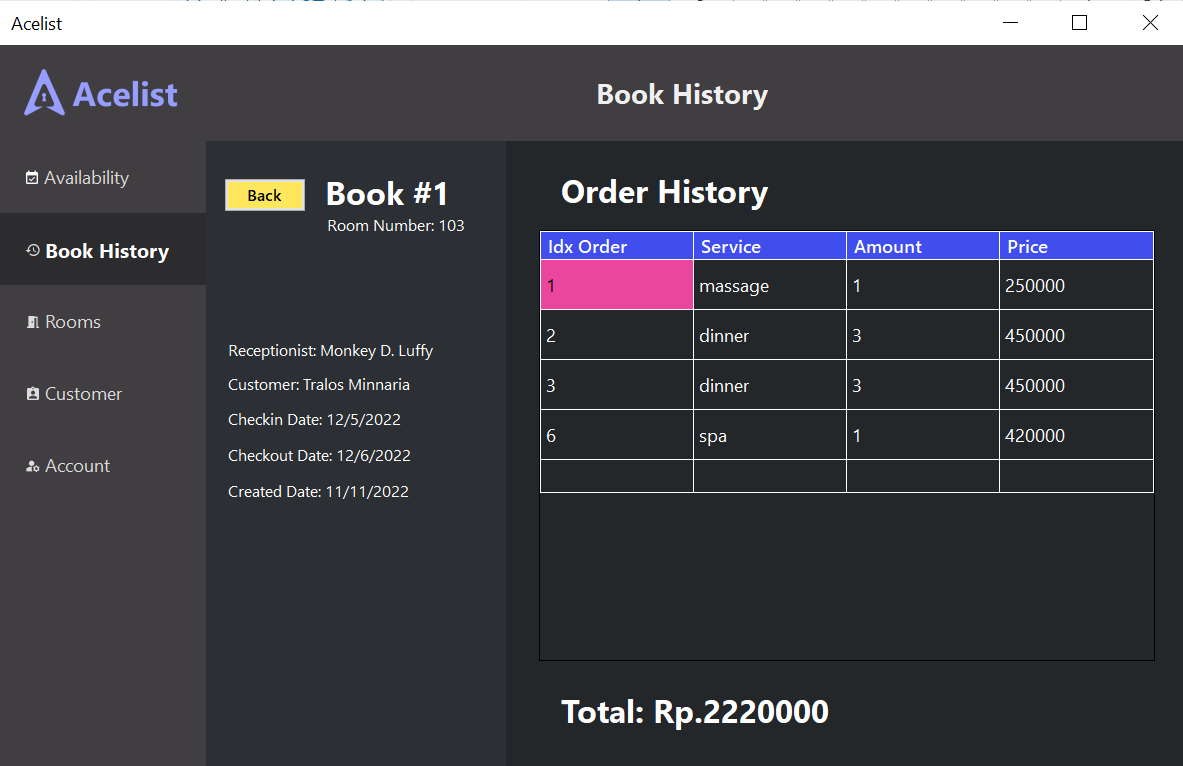 Acelist
Acelist
Book History
Availability
Book History
Rooms
Customer
Account
Back
Book #1
Room Number: 103
Receptionist: Monkey D. Luffy
Customer: Tralos Minnaria
Checkin Date: 12/5/2022
Checkout Date: 12/6/2022
Created Date: 11/11/2022
Order History
Idx Order Service Amount Price
1 massage 1 250000
2 dinner 3 450000
3 dinner 3 450000
6 spa 1 420000
Total: Rp.2220000